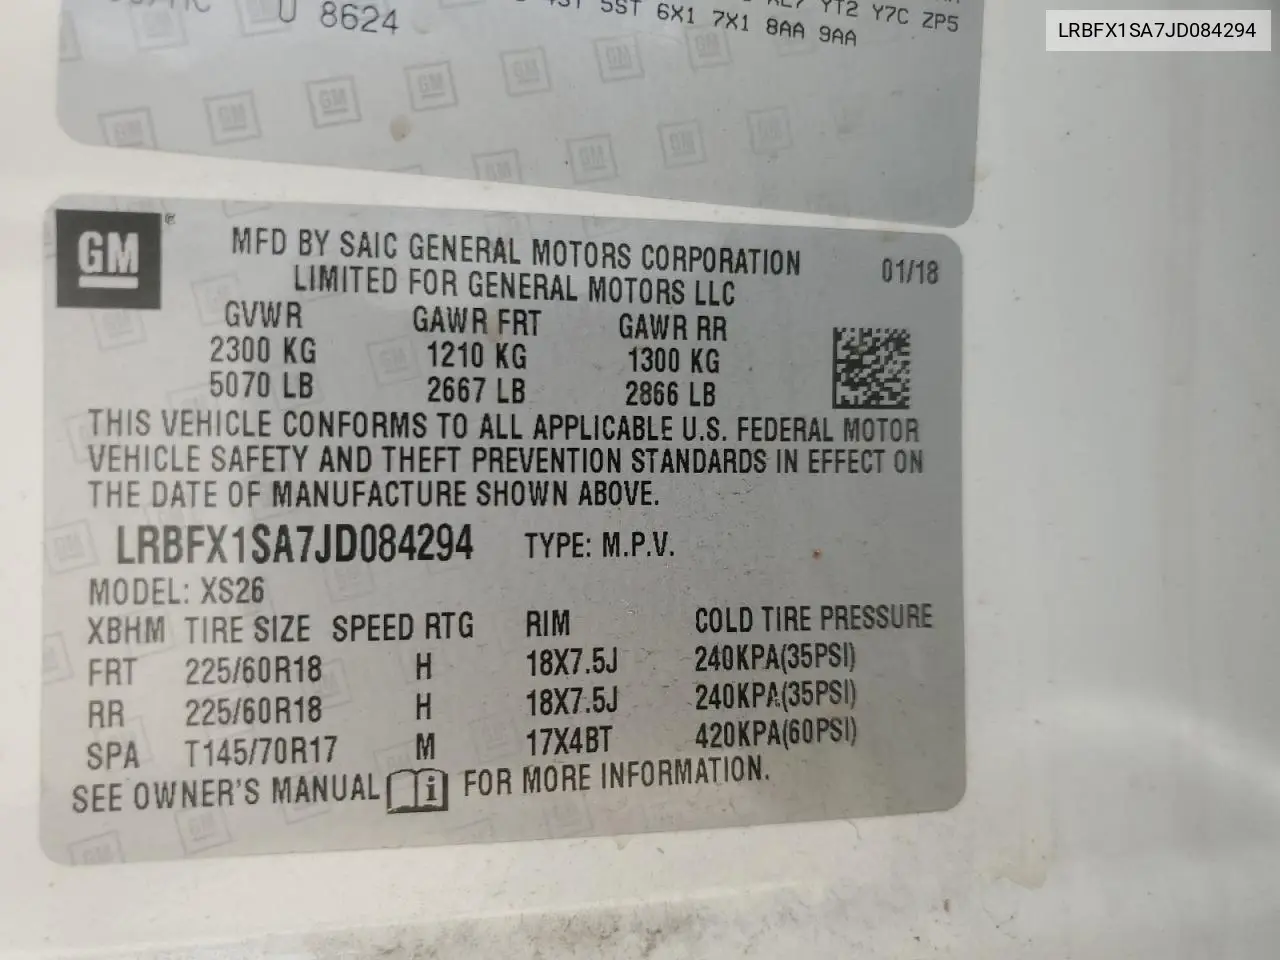 U 8624
5ST 6X1 7X1 8AA 9AA
YT2 Y7C ZP5
LRBFX1SA7JD084294
GM
MFD BY SAIC GENERAL MOTORS CORPORATION
LIMITED FOR GENERAL MOTORS LLC
01/18
GVWR GAWR FRT GAWR RR
2300 KG 1210 KG 1300 KG
5070 LB 2667 LB 2866 LB
THIS VEHICLE CONFORMS TO ALL APPLICABLE U.S. FEDERAL MOTOR
VEHICLE SAFETY AND THEFT PREVENTION STANDARDS IN EFFECT ON
THE DATE OF MANUFACTURE SHOWN ABOVE.
LRBFX1SA7JD084294 TYPE: M.P.V.
MODEL: XS26
XBHM TIRE SIZE SPEED RTG RIM COLD TIRE PRESSURE
FRT 225/60R18 H 18X7.5J 240KPA(35PSI)
RR 225/60R18 H 18X7.5J 240KPA(35PSI)
SPA T145/70R17 M 17X4BT 420KPA(60PSI)
SEE OWNER'S MANUAL i FOR MORE INFORMATION.